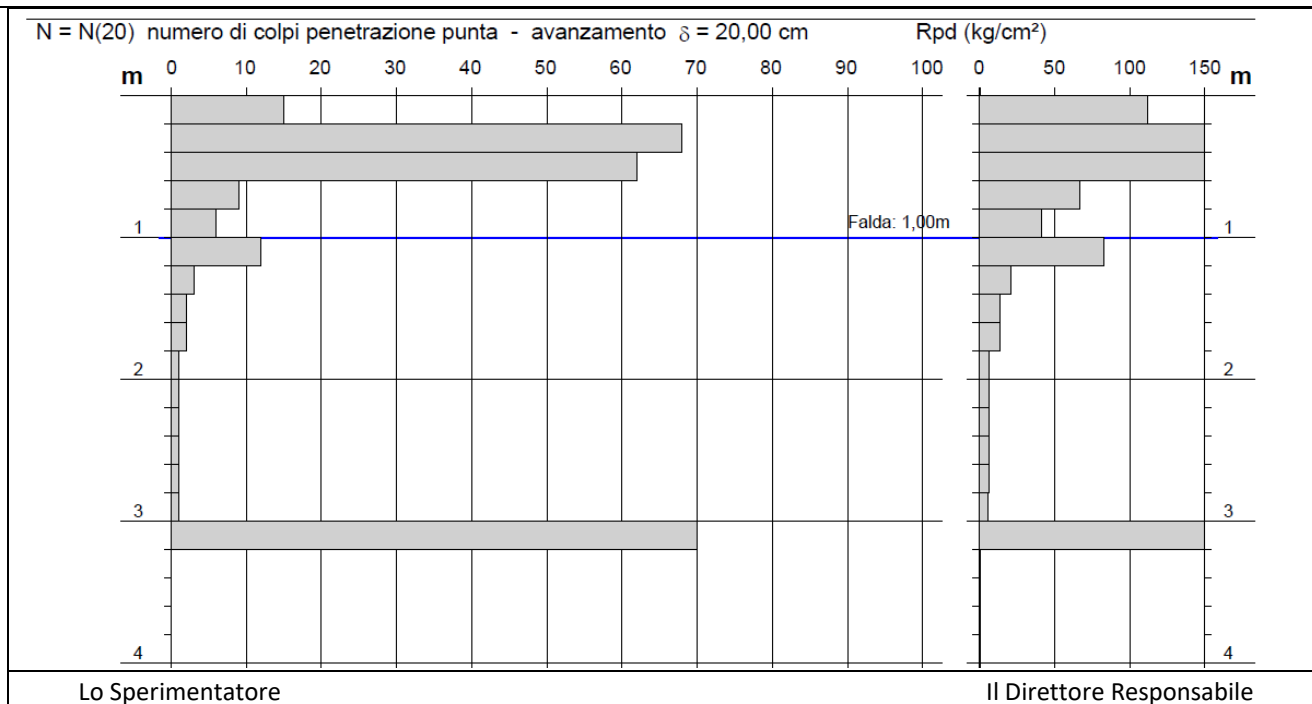 N = N(20) numero di colpi penetrazione punta - avanzamento δ = 20,00 cm Rpd (kg/cm²)
m 0 10 20 30 40 50 60 70 80 90 100 0 50 100 150 m
Falda: 1,00m
1 1
2 2
3 3
4 4
Lo Sperimentatore Il Direttore Responsabile